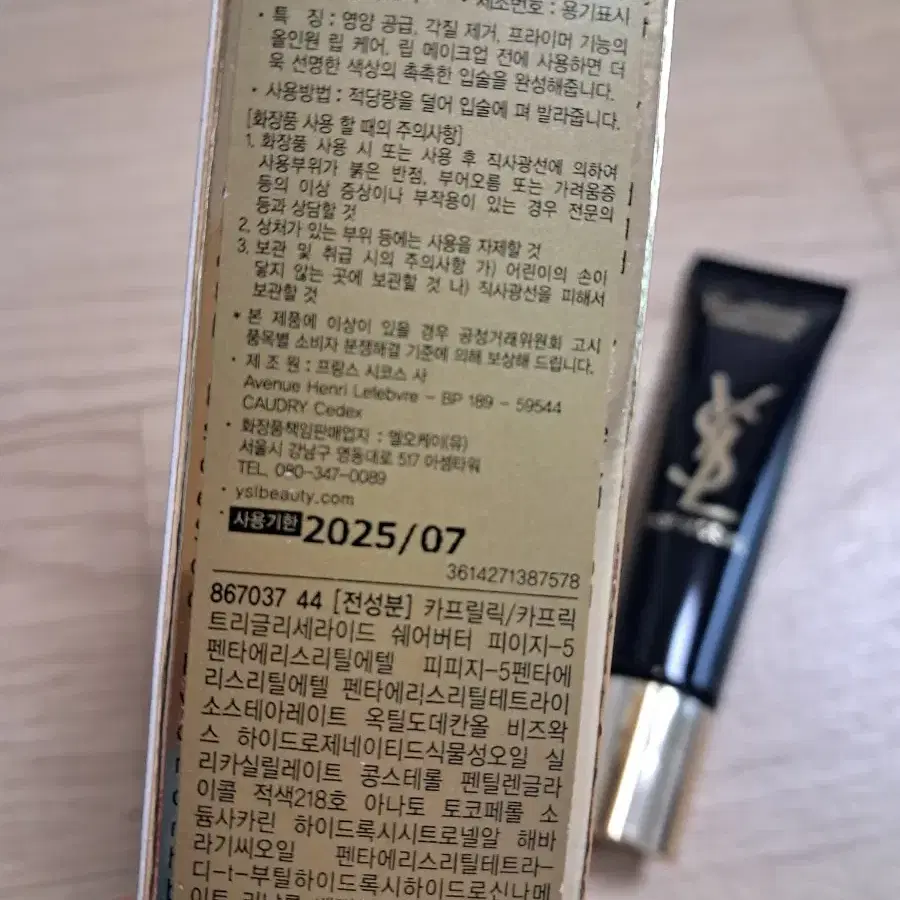 제조번호 : 용기표시
• 특 징 : 영양 공급, 각질 제거, 프라이머 기능의
올인원 립 케어. 립 메이크업 전에 사용하면 더
욱 선명한 색상의 촉촉한 입술을 완성해줍니다.
• 사용방법 : 적당량을 덜어 입술에 펴 발라줍니다.
[화장품 사용 할 때의 주의사항]
1. 화장품 사용 시 또는 사용 후 직사광선에 의하여
사용부위가 붉은 반점, 부어오름 또는 가려움증
등의 이상 증상이나 부작용이 있는 경우 전문의
등과 상담할 것
2. 상처가 있는 부위 등에는 사용을 자제할 것
3. 보관 및 취급 시의 주의사항 가) 어린이의 손이
닿지 않는 곳에 보관할 것 나) 직사광선을 피해서
보관할 것
* 본 제품에 이상이 있을 경우 공정거래위원회 고시
품목별 소비자 분쟁해결 기준에 의해 보상해 드립니다.
• 제 조 원 : 프링스 시코스 사
Avenue Henri Lefebvre - BP 189 - 59544
CAUDRY Cedex
• 화장품책임판매업자 : 엘오케이(유)
서울시 강남구 영동대로 517 아셈타워
TEL. 080-347-0089
• yslbeauty.com
사용기한 2025/07
3614271387578
867037 44 [전성분] 카프릴릭/카프릭
트리글리세라이드 쉐어버터 피이지-5
펜타에리스리틸에텔 피피지-5펜타에
리스리틸에텔 펜타에리스리틸테트라이
소스테아레이트 옥틸도데칸올 비즈왁
스 하이드로제네이티드식물성오일 실
리카실릴레이트 콩스테롤 펜틸렌글라
이콜 적색218호 아나토 토코페롤 소
듐사카린 하이드록시시트로넬알 해바
라기씨오일 펜타에리스리틸테트라-
디-t-부틸하이드록시하이드로신나메
이트 리날룰
YSL